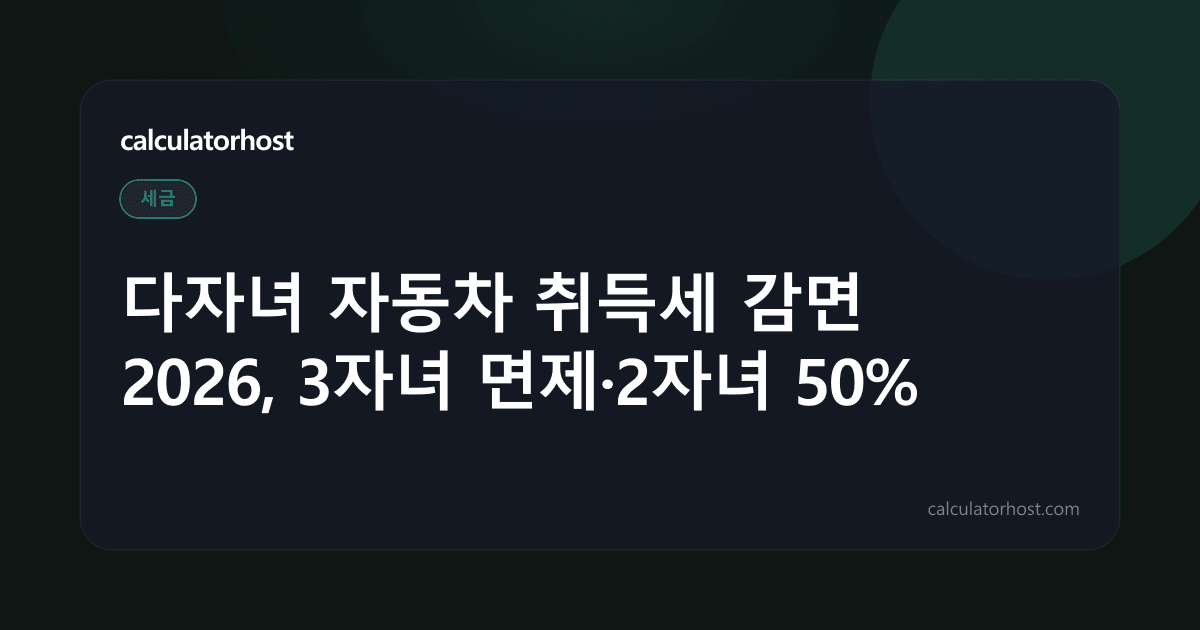 calculatorhost
세금
다자녀 자동차 취득세 감면
2026, 3자녀 면제·2자녀 50%
calculatorhost.com